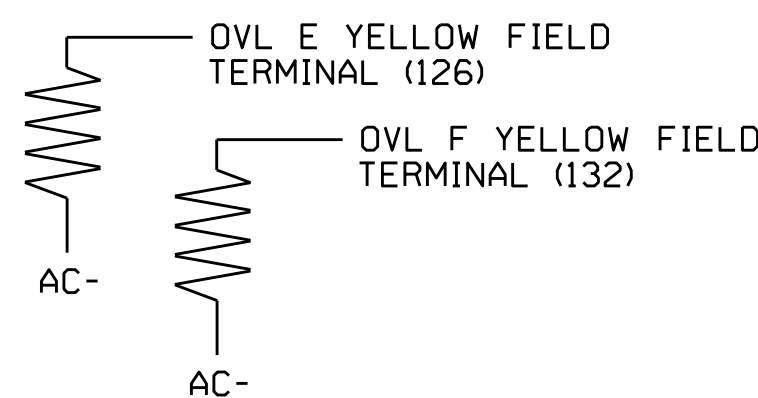 OVL E YELLOW FIELD
TERMINAL (126)
OVL F YELLOW FIELD
TERMINAL (132)
AC-
AC-